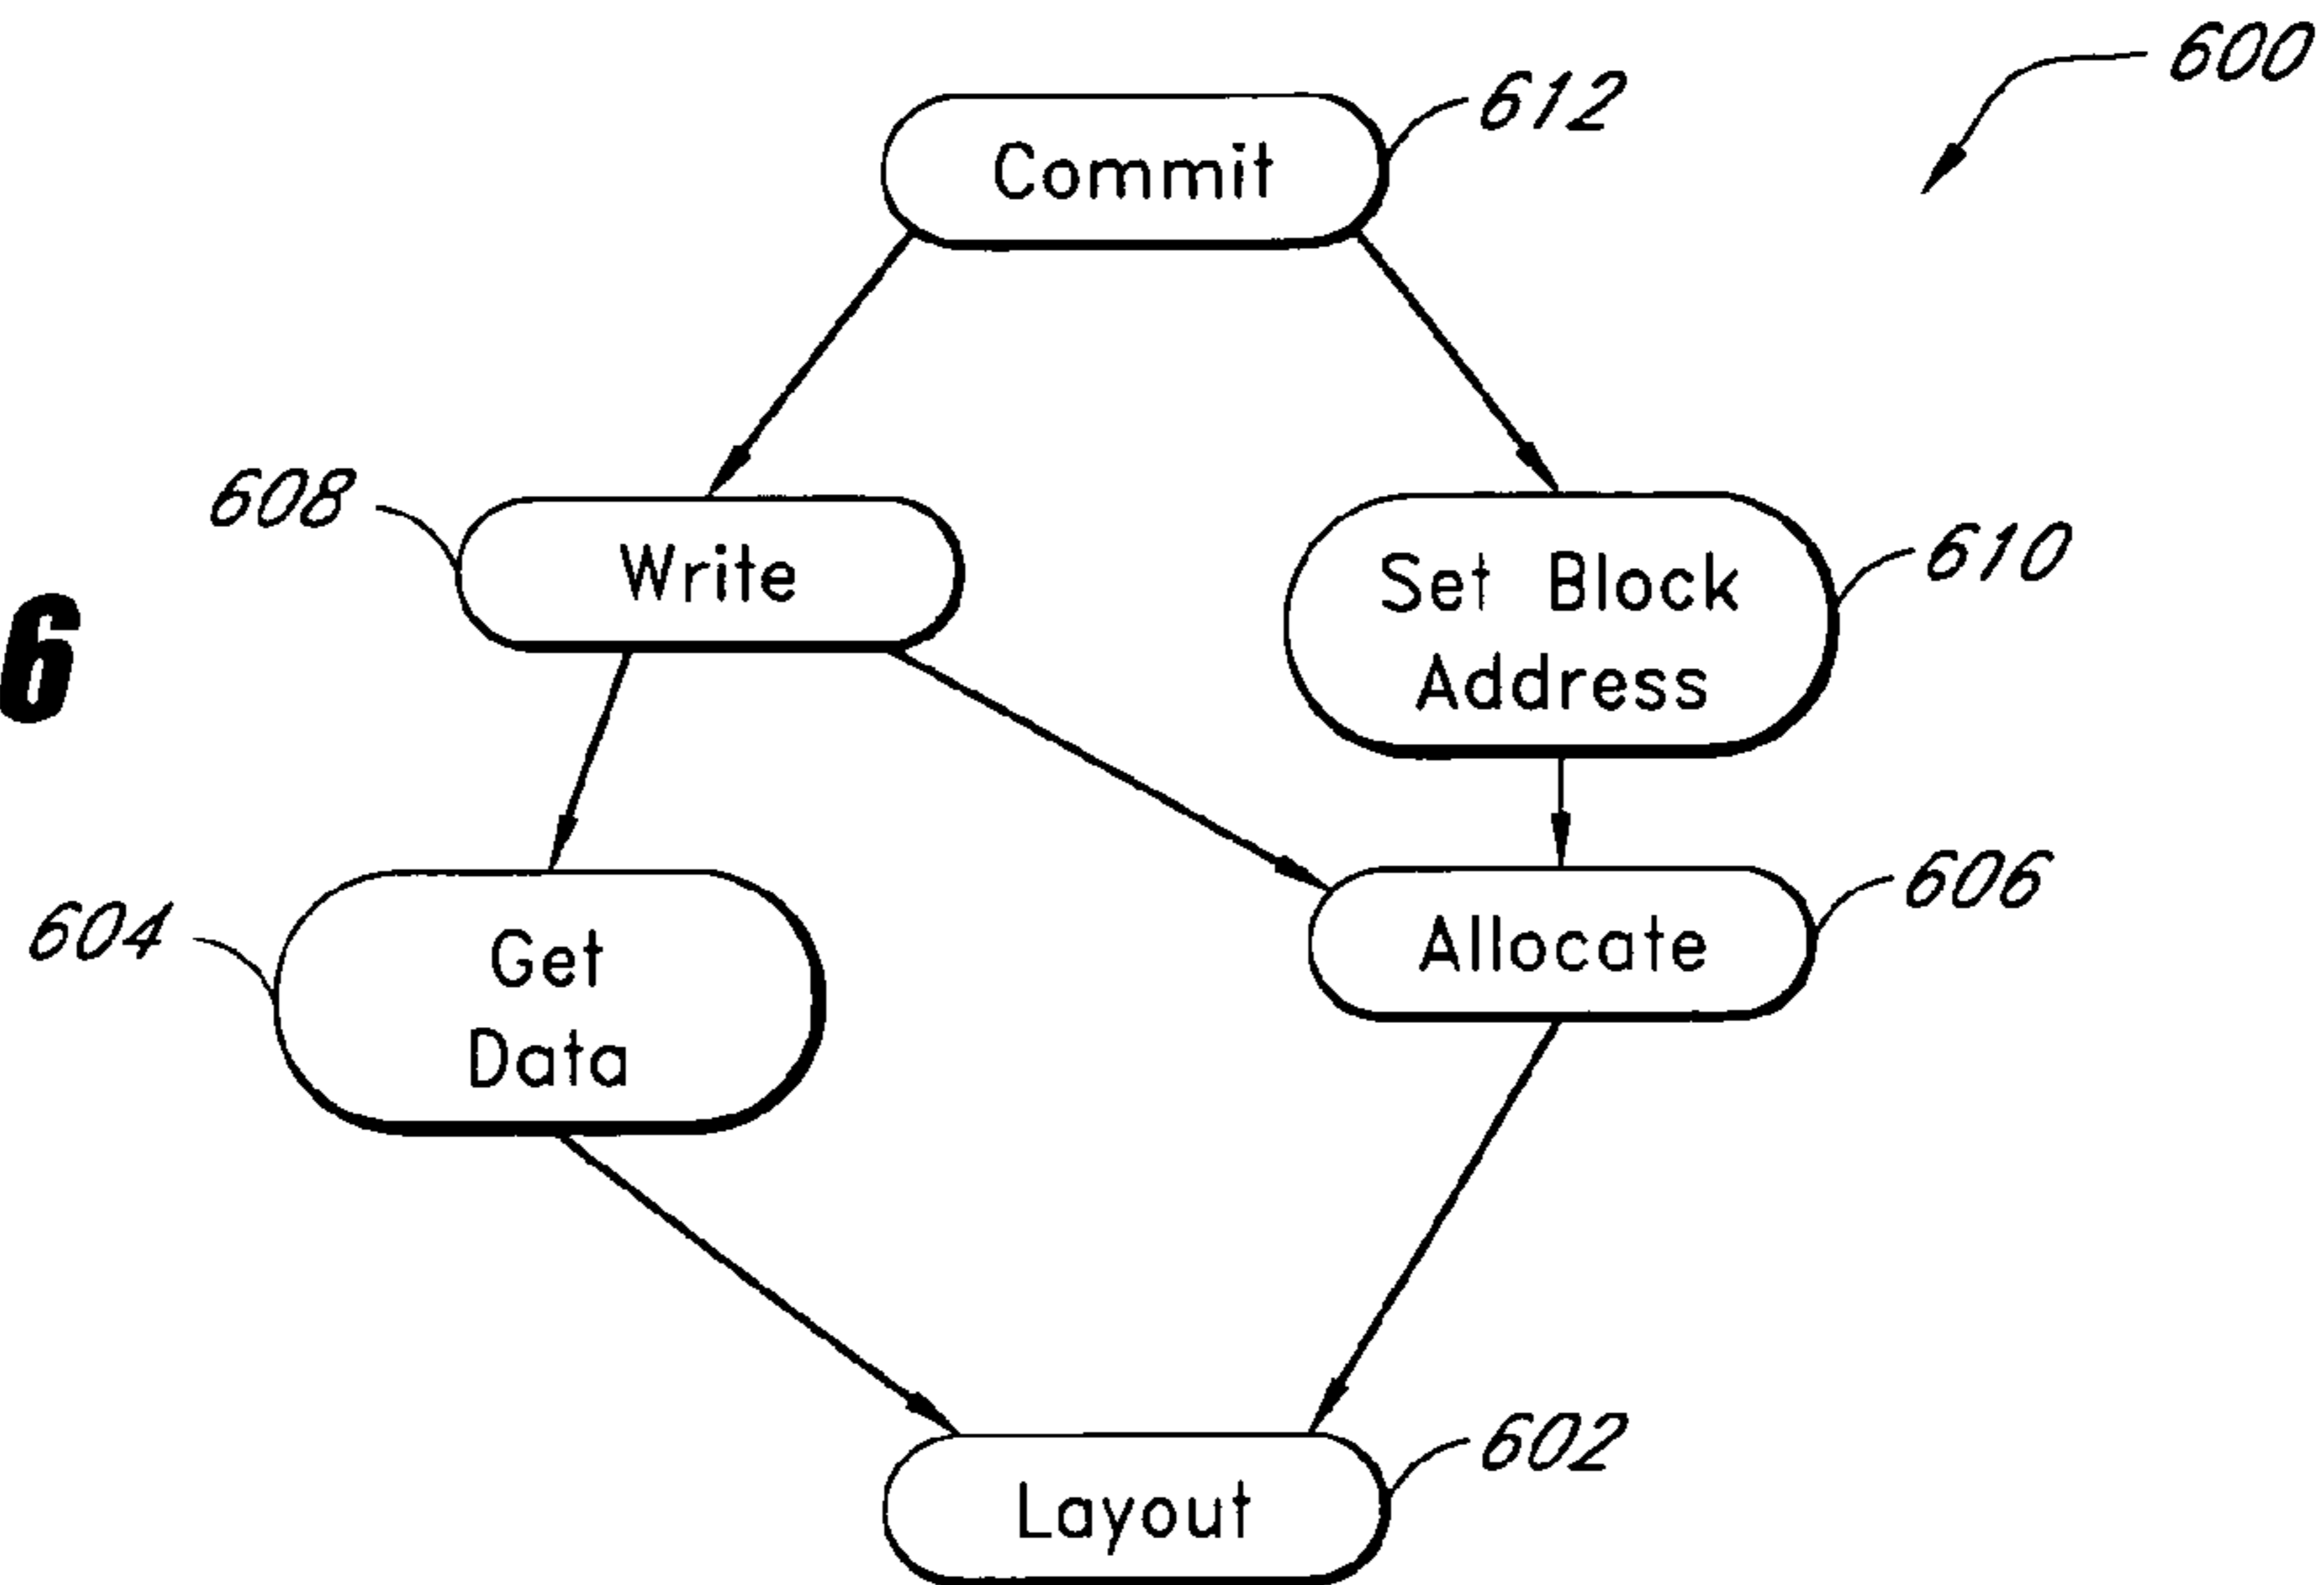 600
612
Commit
608
Write
610
Set Block
Address
6
604
Get
Data
606
Allocate
602
Layout